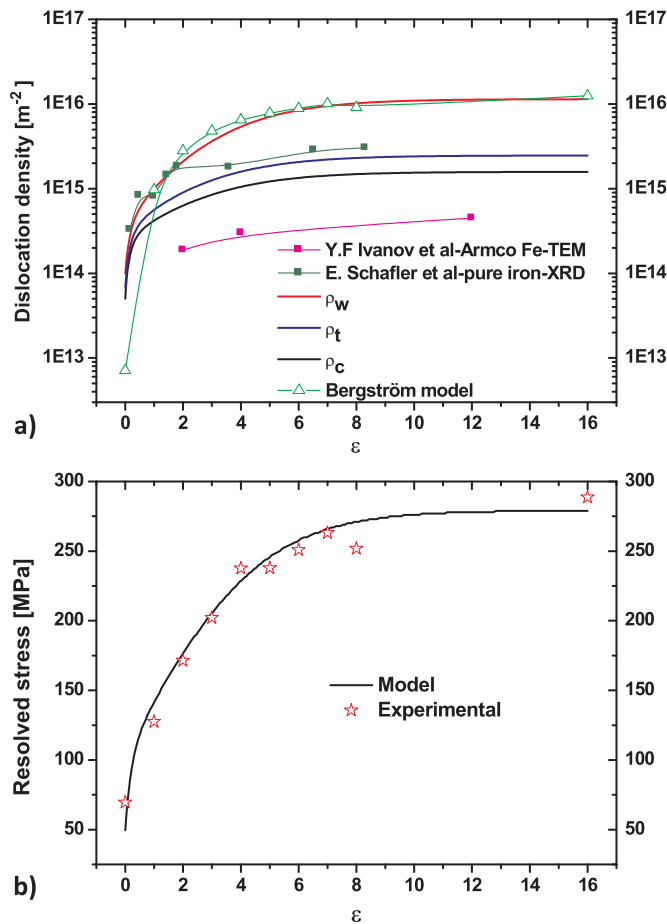 1E17 1E17
1E16 1E16
1E15 1E15
1E14 1E14
1E13 1E13
Dislocation density [m-2]
Y.F Ivanov et al-Armco Fe-TEM
E. Schafler et al-pure iron-XRD
ρw
ρt
ρc
Bergström model
0 2 4 6 8 10 12 14 16
a)
ε
300 300
250 250
200 200
150 150
100 100
50 50
Resolved stress [MPa]
Model
Experimental
0 2 4 6 8 10 12 14 16
b)
ε